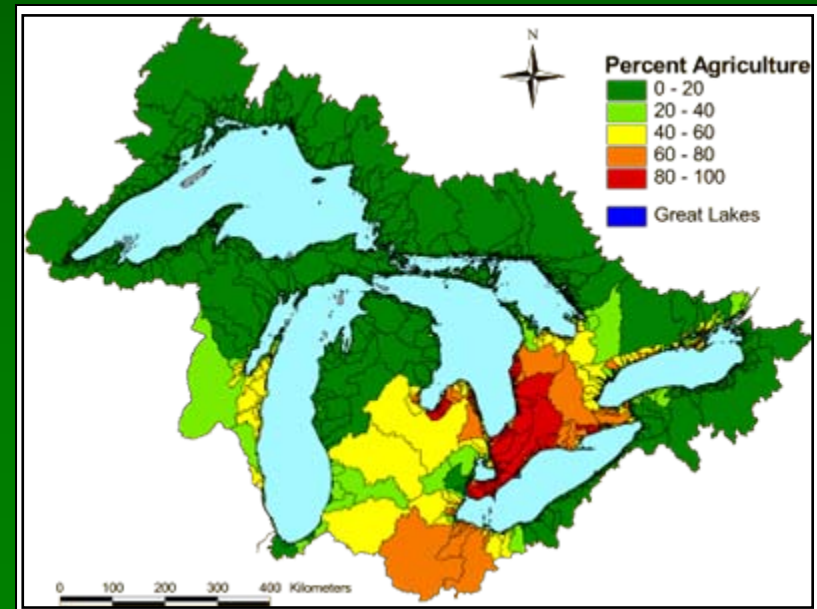 N
Percent Agriculture
0 - 20
20 - 40
40 - 60
60 - 80
80 - 100
Great Lakes
0 100 200 300 400 Kilometers